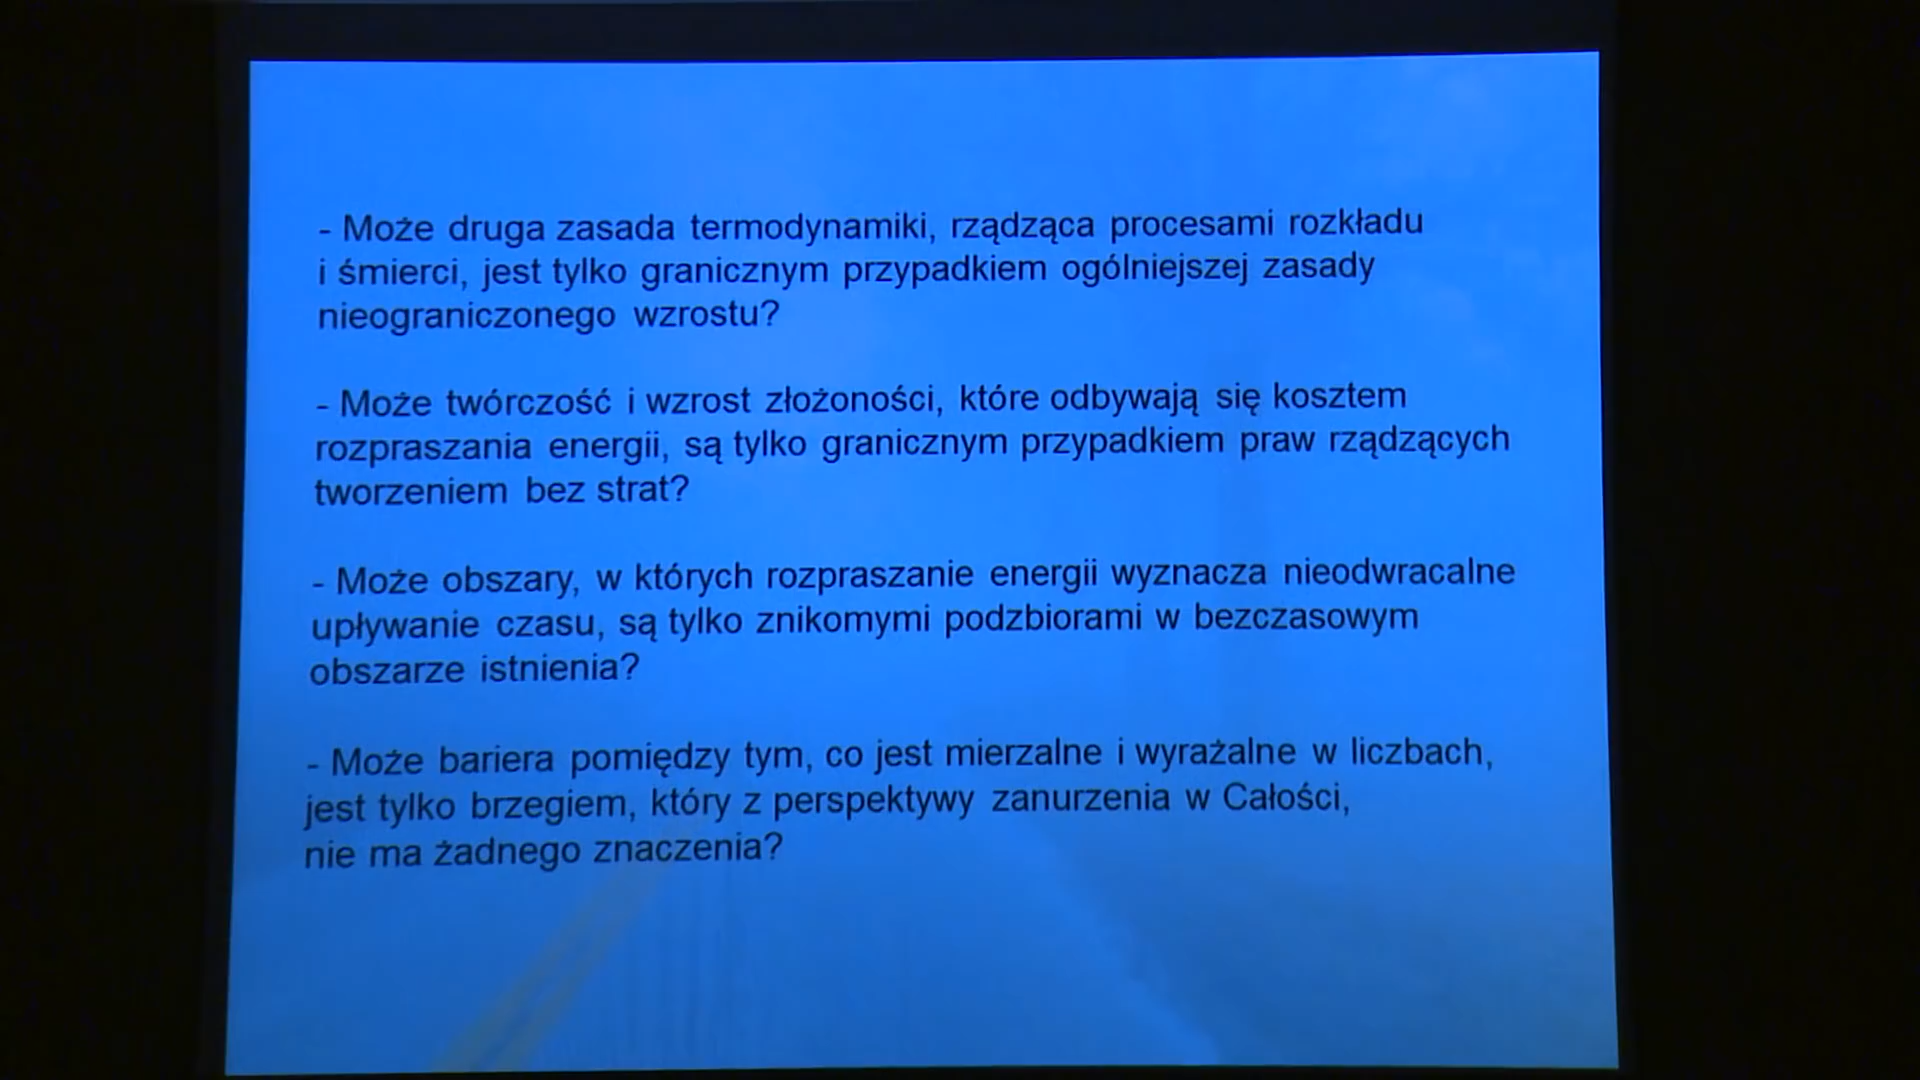 - Może druga zasada termodynamiki, rządząca procesami rozkładu
i śmierci, jest tylko granicznym przypadkiem ogólniejszej zasady
nieograniczonego wzrostu?
- Może twórczość i wzrost złożoności, które odbywają się kosztem
rozpraszania energii, są tylko granicznym przypadkiem praw rządzących
tworzeniem bez strat?
- Może obszary, w których rozpraszanie energii wyznacza nieodwracalne
upływanie czasu, są tylko znikomymi podzbiorami w bezczasowym
obszarze istnienia?
- Może bariera pomiędzy tym, co jest mierzalne i wyrażalne w liczbach,
jest tylko brzegiem, który z perspektywy zanurzenia w Całości,
nie ma żadnego znaczenia?